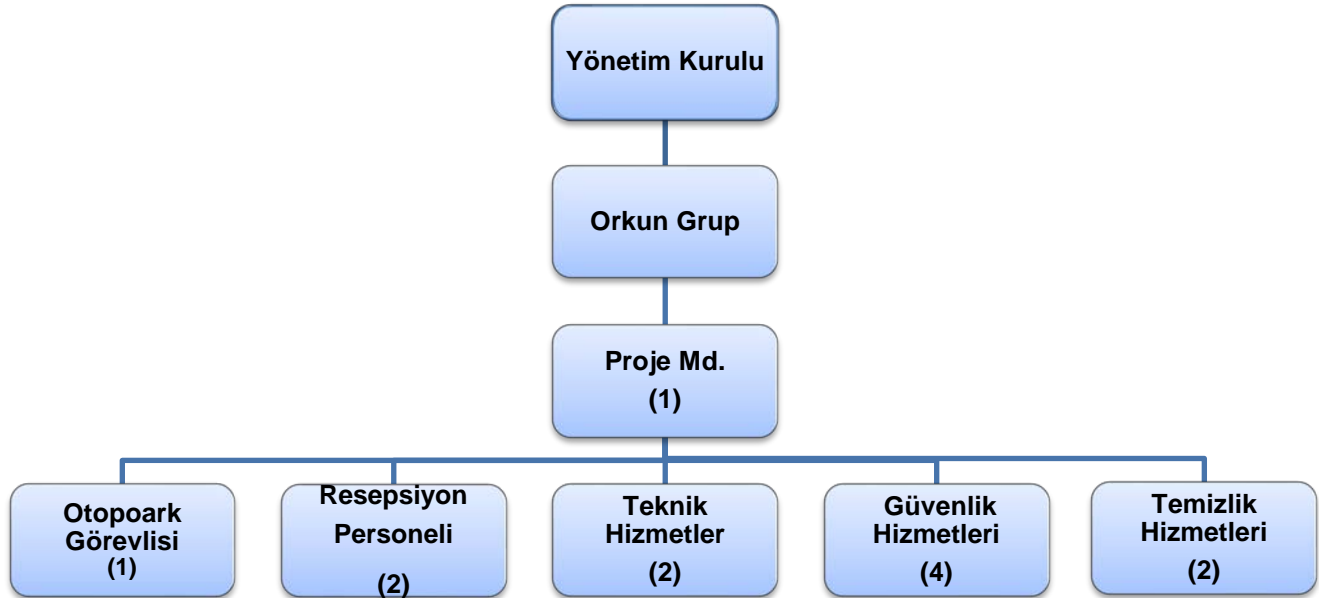 Yönetim Kurulu
Orkun Grup
Proje Md.
(1)
Otopoark
Görevlisi
(1)
Resepsiyon
Personeli
(2)
Teknik
Hizmetler
(2)
Güvenlik
Hizmetleri
(4)
Temizlik
Hizmetleri
(2)